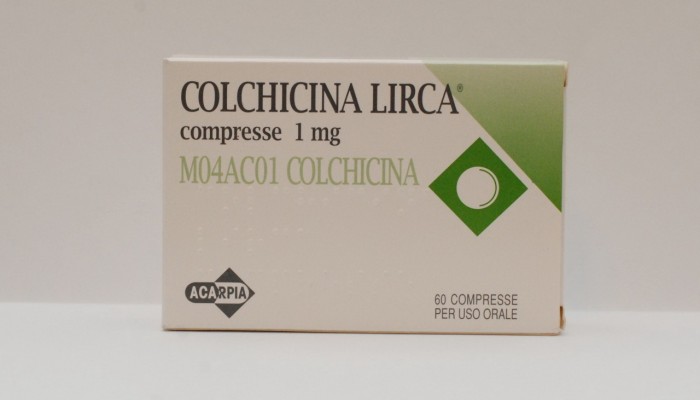 COLCHICINA LIRCA®
compresse 1 mg
M04AC01 COLCHICINA
ACARPIA
60 COMPRESSE
PER USO ORALE